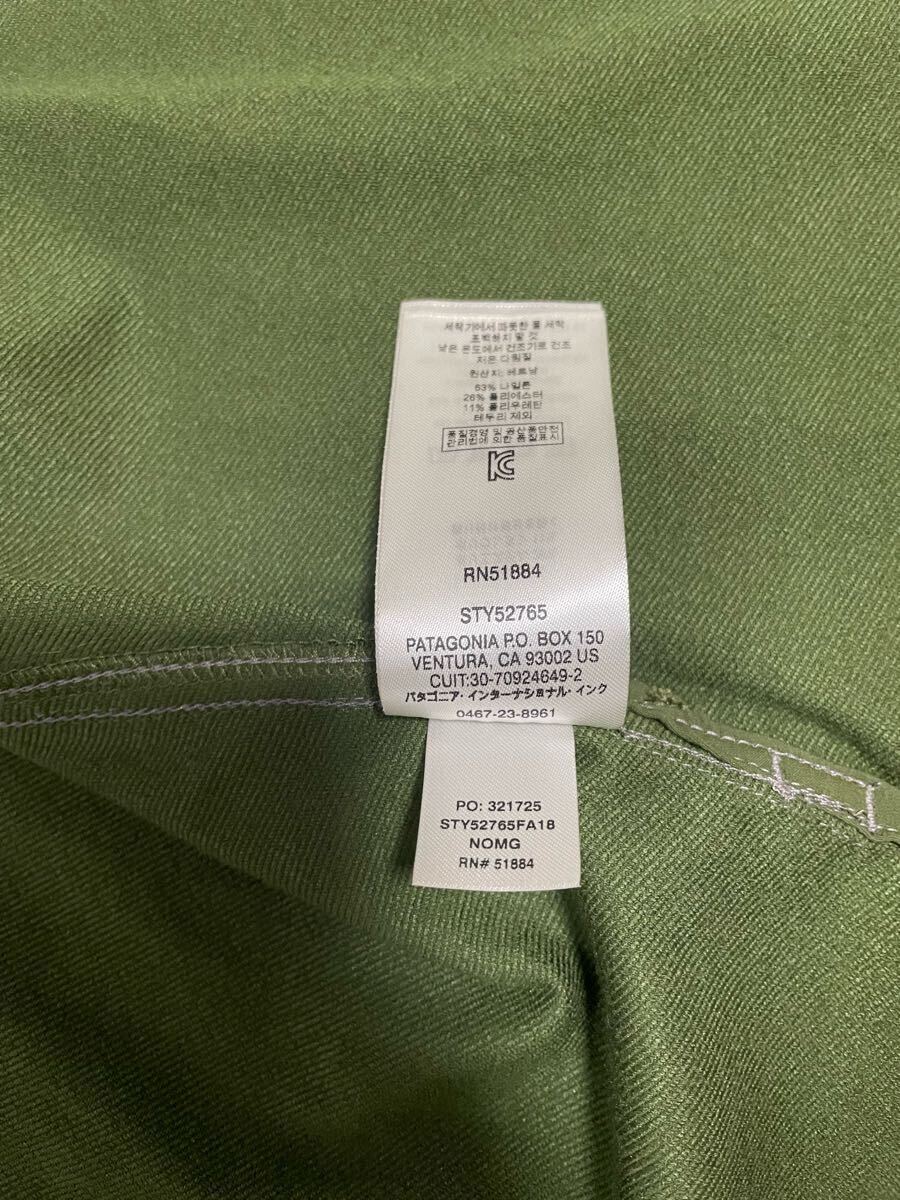 세탁기에서 따뜻한 물 세탁
표백하지 말 것
낮은 온도에서 건조기로 건조
저온 다림질
원산지: 베트남
63% 나일론
26% 폴리에스터
11% 폴리우레탄
테두리 제외
품질경영 및 공산품안전
관리법에 의한 품질표시
RN51884
STY52765
PATAGONIA P.O. BOX 150
VENTURA, CA 93002 US
CUIT:30-70924649-2
パタゴニア・インターナショナル・インク
0467-23-8961
PO: 321725
STY52765FA18
NOMG
RN# 51884